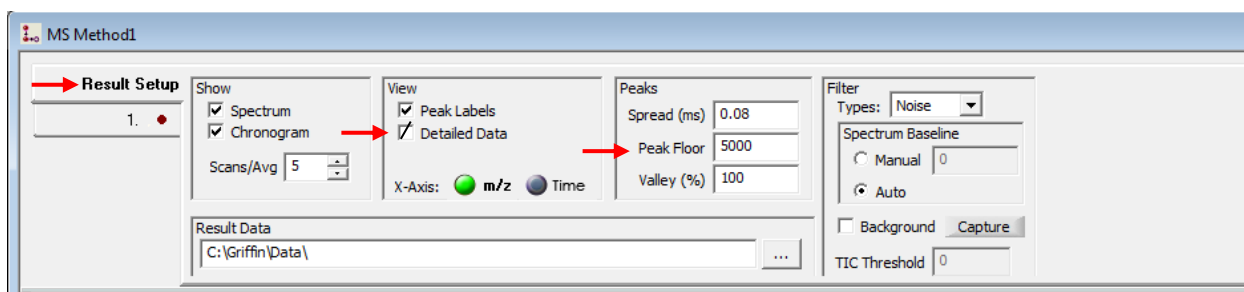 MS Method1
Result Setup
1.
Show
Spectrum
Chronogram
Scans/Avg 5
View
Peak Labels
Detailed Data
X-Axis: m/z Time
Peaks
Spread (ms) 0.08
Peak Floor 5000
Valley (%) 100
Filter
Types: Noise
Spectrum Baseline
Manual 0
Auto
Background Capture
TIC Threshold 0
Result Data
C:\Griffin\Data\
...